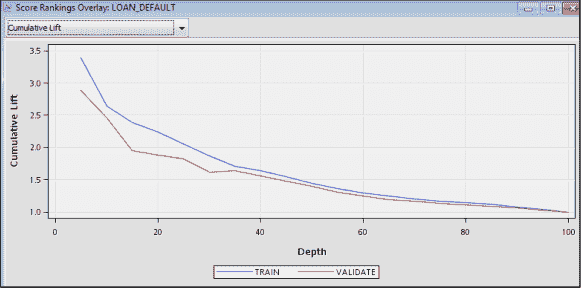 Score Rankings Overlay: LOAN_DEFAULT
Cumulative Lift
3.5
3.0
2.5
2.0
1.5
1.0
Cumulative Lift
0 20 40 60 80 100
Depth
TRAIN VALIDATE